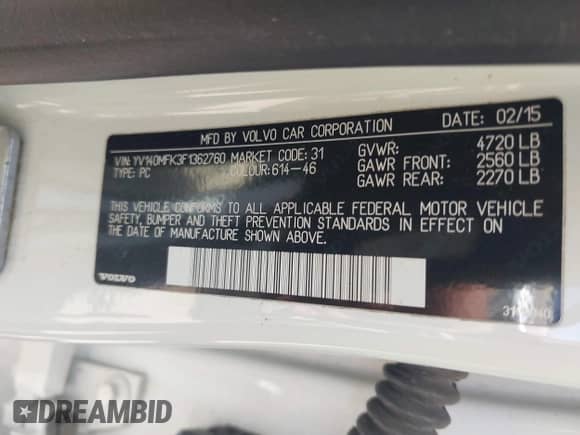 DATE: 02/15
MFD BY VOLVO CAR CORPORATION
VIN: YV140MFK3F1362760 MARKET CODE: 31
TYPE: PC COLOUR: 614-46
GVWR: 4720 LB
GAWR FRONT: 2560 LB
GAWR REAR: 2270 LB
THIS VEHICLE CONFORMS TO ALL APPLICABLE FEDERAL MOTOR VEHICLE
SAFETY, BUMPER AND THEFT PREVENTION STANDARDS IN EFFECT ON
THE DATE OF MANUFACTURE SHOWN ABOVE.
VOLVO
DREAMBID